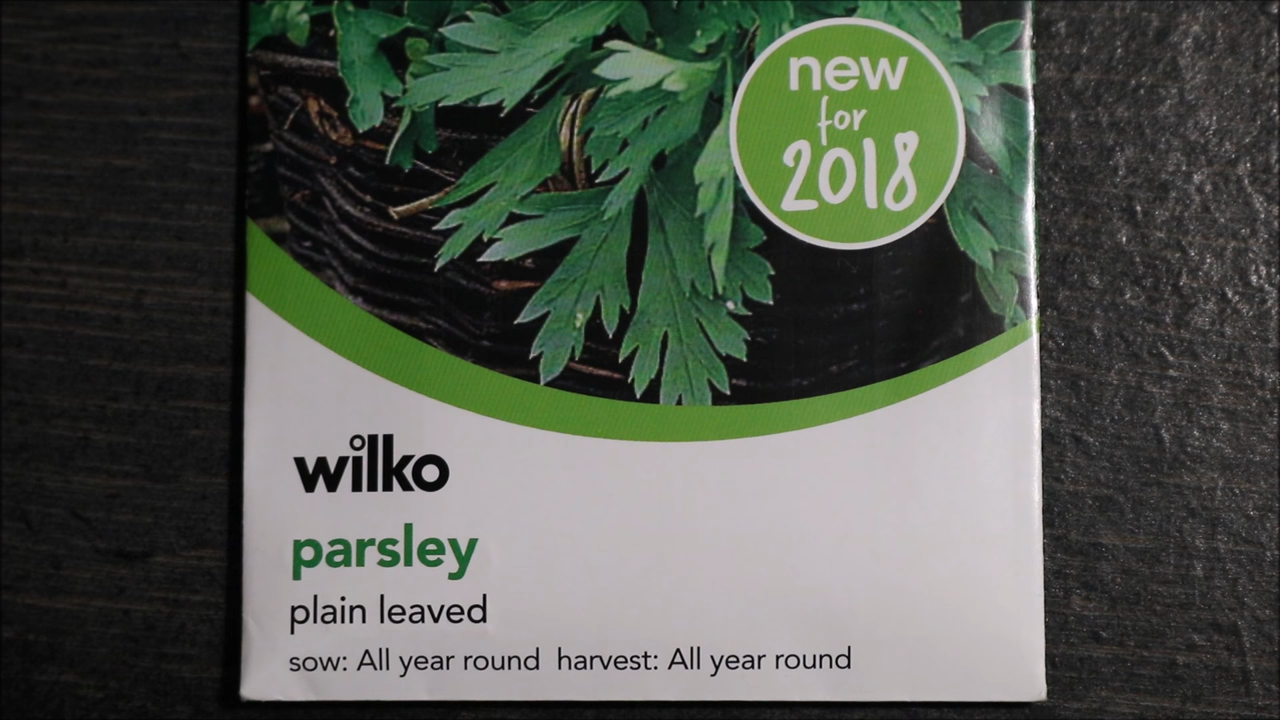 new
for
2018
wilko
parsley
plain leaved
sow: All year round  harvest: All year round